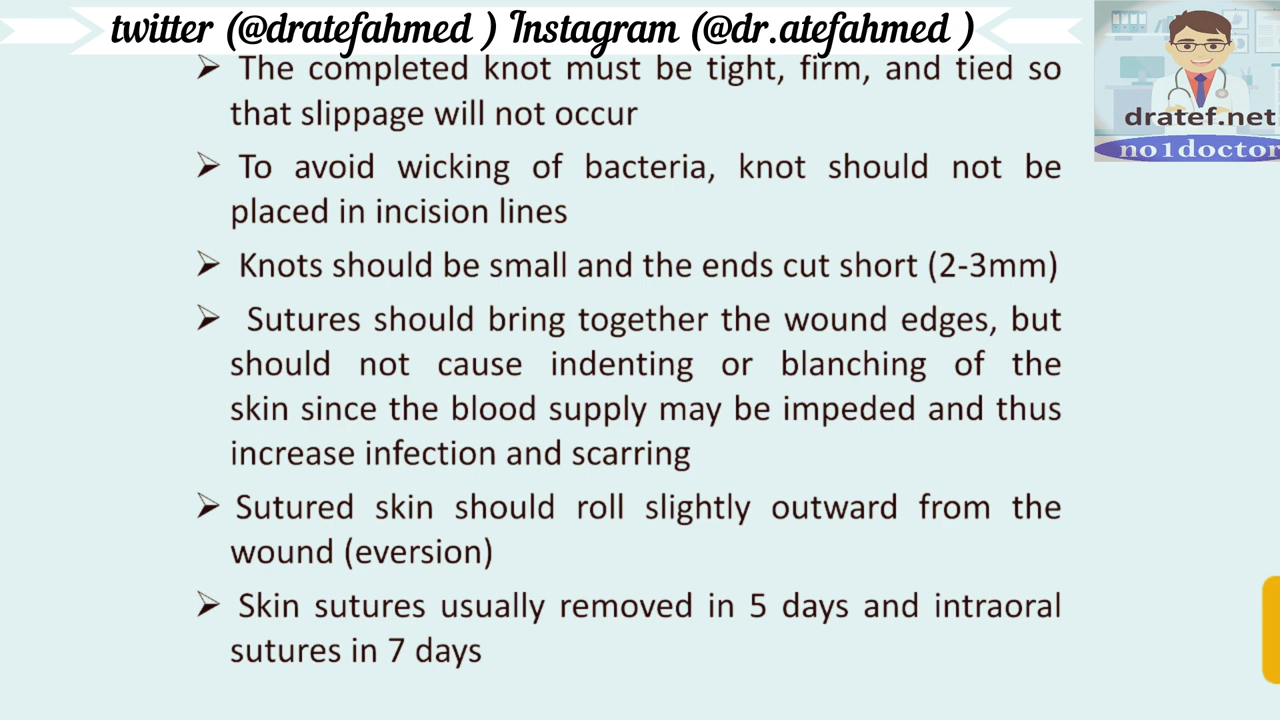 twitter (@dratefahmed ) Instagram (@dr.atefahmed )
dratef.net
no1doctor
➢ The completed knot must be tight, firm, and tied so
that slippage will not occur
➢ To avoid wicking of bacteria, knot should not be
placed in incision lines
➢ Knots should be small and the ends cut short (2-3mm)
➢ Sutures should bring together the wound edges, but
should not cause indenting or blanching of the
skin since the blood supply may be impeded and thus
increase infection and scarring
➢ Sutured skin should roll slightly outward from the
wound (eversion)
➢ Skin sutures usually removed in 5 days and intraoral
sutures in 7 days